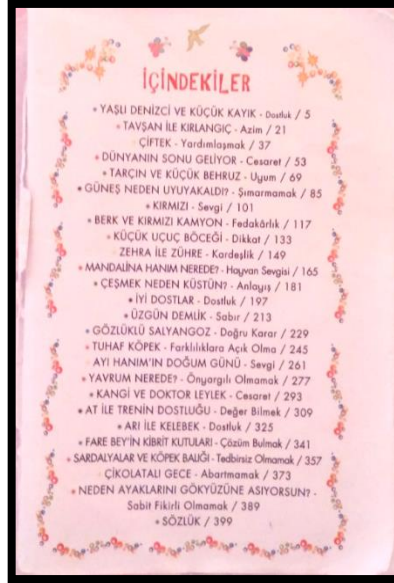 İÇİNDEKİLER
• YAŞLI DENİZCİ VE KÜÇÜK KAYIK - Dostluk / 5
• TAVŞAN İLE KIRLANGIÇ - Azim / 21
ÇİFTEK - Yardımlaşmak / 37
• DÜNYANIN SONU GELİYOR - Cesaret / 53
• TARÇIN VE KÜÇÜK BEHRUZ - Uyum / 69
• GÜNEŞ NEDEN UYUYAKALDI? - Şımarmamak / 85
• KIRMIZI - Sevgi / 101
• BERK VE KIRMIZI KAMYON - Fedakârlık / 117
• KÜÇÜK UÇUÇ BÖCEĞİ - Dikkat / 133
ZEHRA İLE ZÜHRE - Kardeşlik / 149
• MANDALİNA HANIM NEREDE? - Hayvan Sevgisi / 165
• ÇEŞMEK NEDEN KÜSTÜN? - Anlayış / 181
• İYİ DOSTLAR - Dostluk / 197
• ÜZGÜN DEMLİK - Sabır / 213
• GÖZLÜKLÜ SALYANGOZ - Doğru Karar / 229
• TUHAF KÖPEK - Farklılıklara Açık Olma / 245
AYI HANIM'IN DOĞUM GÜNÜ - Sevgi / 261
• YAVRUM NEREDE? - Önyargılı Olmamak / 277
• KANGİ VE DOKTOR LEYLEK - Cesaret / 293
• AT İLE TRENİN DOSTLUĞU - Değer Bilmek / 309
• ARI İLE KELEBEK - Dostluk / 325
• FARE BEY'İN KİBRİT KUTULARI - Çözüm Bulmak / 341
• SARDALYALAR VE KÖPEK BALIĞI - Tedbirsiz Olmamak / 357
ÇİKOLATALI GECE - Abartmamak / 373
• NEDEN AYAKLARINI GÖKYÜZÜNE ASIYORSUN? -
Sabit Fikirli Olmamak / 389
• SÖZLÜK / 399